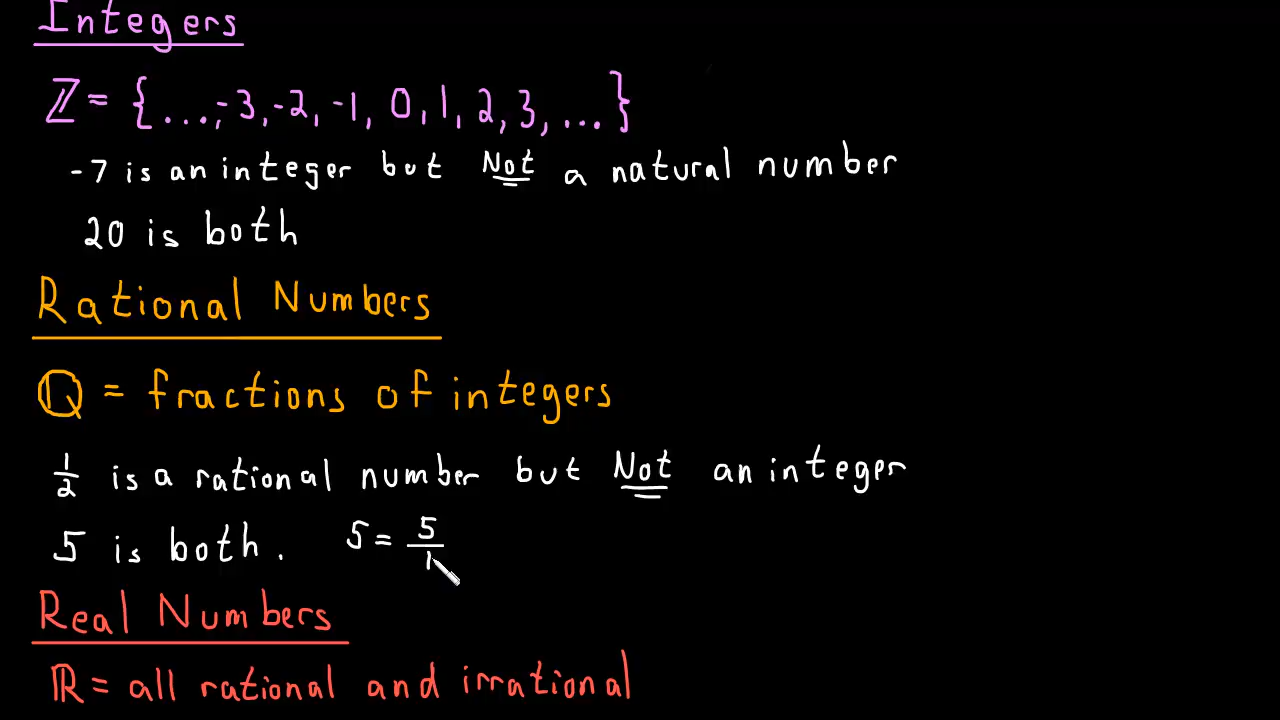 Integers
ℤ = {...,-3,-2,-1,0,1,2,3,...}
-7 is an integer but Not a natural number
20 is both
Rational Numbers
ℚ = fractions of integers
1/2 is a rational number but Not an integer
5 is both. 5 = 5/1
Real Numbers
ℝ = all rational and irrational